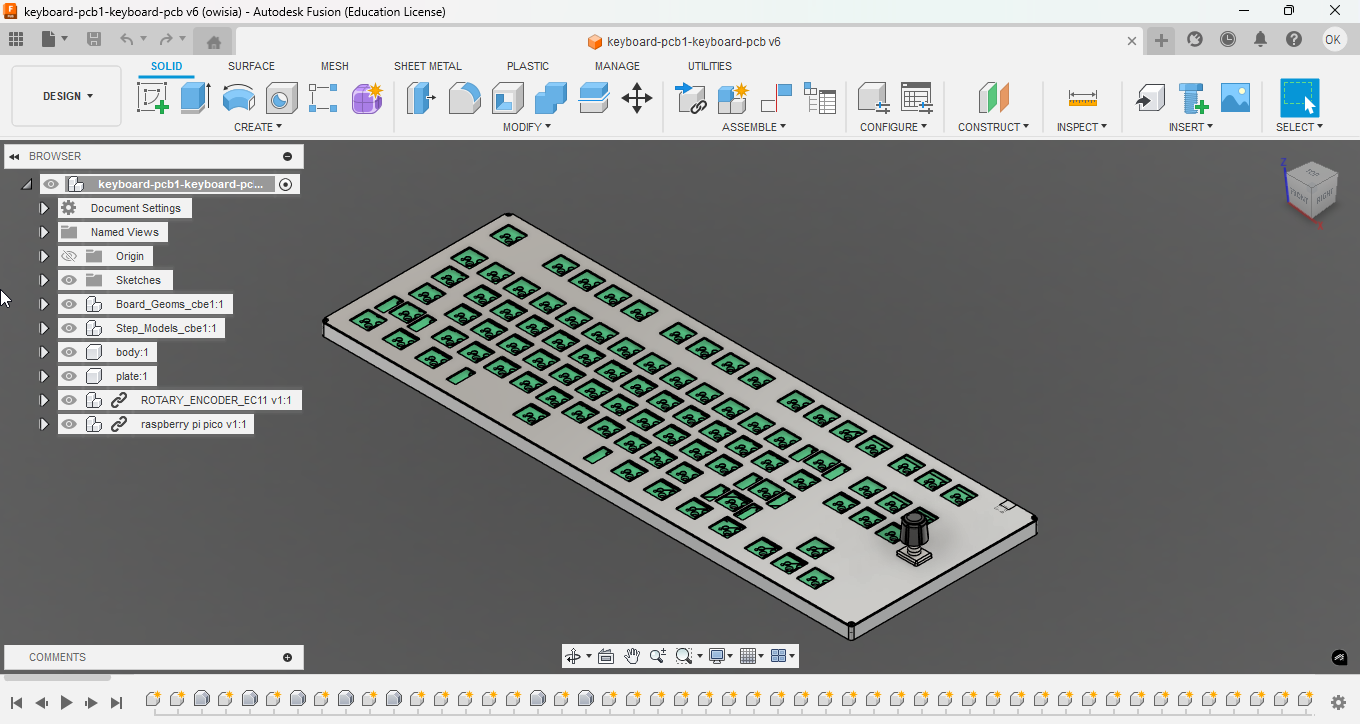 keyboard-pcb1-keyboard-pcb v6 (owisia) - Autodesk Fusion (Education License)
keyboard-pcb1-keyboard-pcb v6
OK
SOLID SURFACE MESH SHEET METAL PLASTIC MANAGE UTILITIES
DESIGN
CREATE MODIFY ASSEMBLE CONFIGURE CONSTRUCT INSPECT INSERT SELECT
BROWSER
keyboard-pcb1-keyboard-pc...
Document Settings
Named Views
Origin
Sketches
Board_Geoms_cbe1:1
Step_Models_cbe1:1
body:1
plate:1
ROTARY_ENCODER_EC11 v1:1
raspberry pi pico v1:1
Z
TOP
FRONT
RIGHT
X
COMMENTS